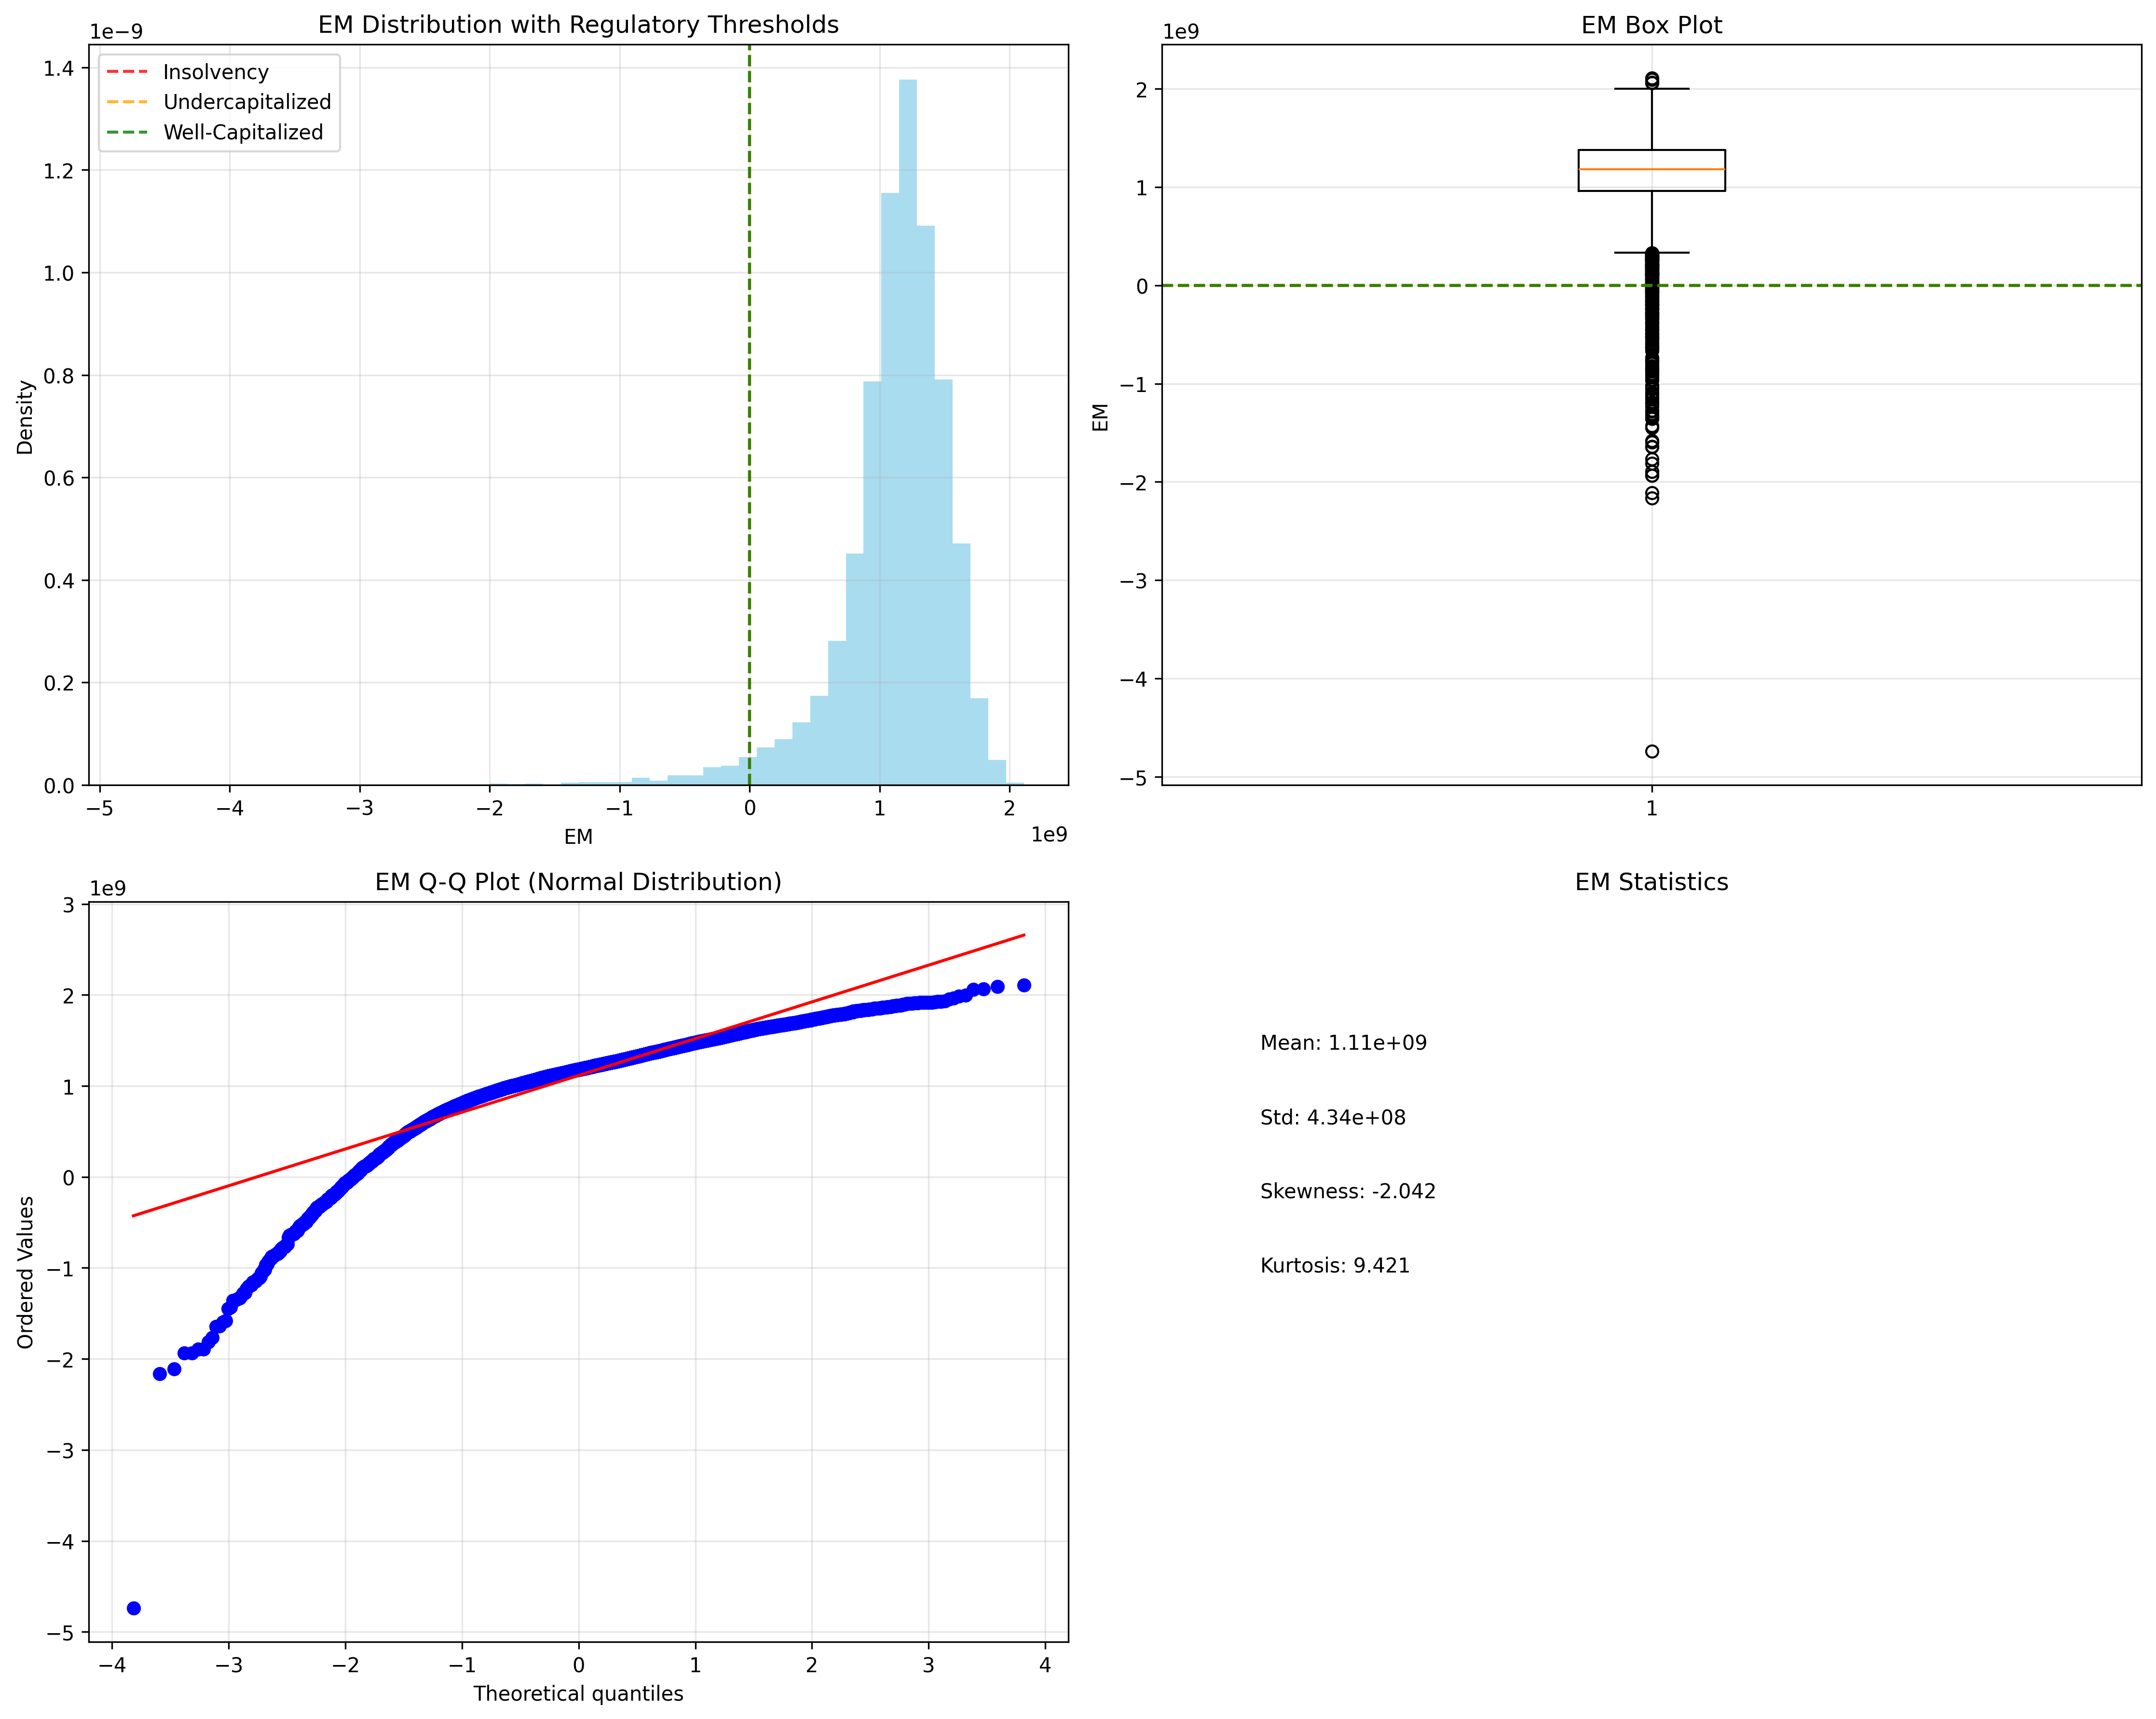 EM Distribution with Regulatory Thresholds
1e−9
Insolvency
Undercapitalized
Well-Capitalized
1.4
1.2
1.0
0.8
0.6
0.4
0.2
0.0
Density
−5 −4 −3 −2 −1 0 1 2
EM
1e9
EM Box Plot
1e9
2
1
0
−1
−2
−3
−4
−5
EM
1
EM Q-Q Plot (Normal Distribution)
1e9
3
2
1
0
−1
−2
−3
−4
−5
Ordered Values
−4 −3 −2 −1 0 1 2 3 4
Theoretical quantiles
EM Statistics
Mean: 1.11e+09
Std: 4.34e+08
Skewness: -2.042
Kurtosis: 9.421